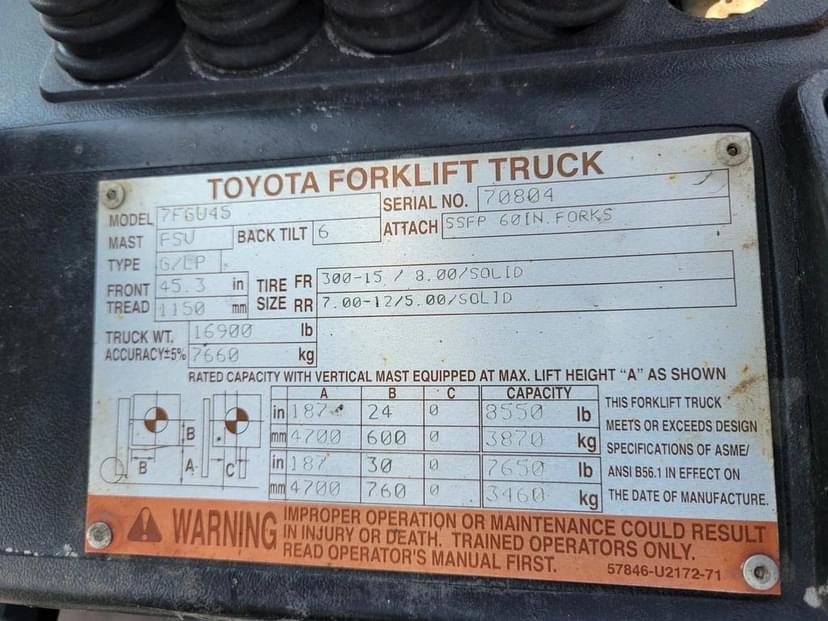 TOYOTA FORKLIFT TRUCK
MODEL 7FGU45 SERIAL NO. 70804
MAST FSV BACK TILT 6 ATTACH SSFP 60IN.FORKS
TYPE G/LP
FRONT TREAD 45.3 in TIRE SIZE FR 300-15 / 8.00/SOLID
1150 mm RR 7.00-12/5.00/SOLID
TRUCK WT. 16900 lb
ACCURACY±5% 7660 kg
RATED CAPACITY WITH VERTICAL MAST EQUIPPED AT MAX. LIFT HEIGHT "A" AS SHOWN
A B C CAPACITY
in 187 24 0 8550 lb
mm 4700 600 0 3870 kg
in 187 30 0 7650 lb
mm 4700 760 0 3460 kg
B B A C
THIS FORKLIFT TRUCK
MEETS OR EXCEEDS DESIGN
SPECIFICATIONS OF ASME/
ANSI B56.1 IN EFFECT ON
THE DATE OF MANUFACTURE.
WARNING
IMPROPER OPERATION OR MAINTENANCE COULD RESULT
IN INJURY OR DEATH. TRAINED OPERATORS ONLY.
READ OPERATOR'S MANUAL FIRST.
57846-U2172-71